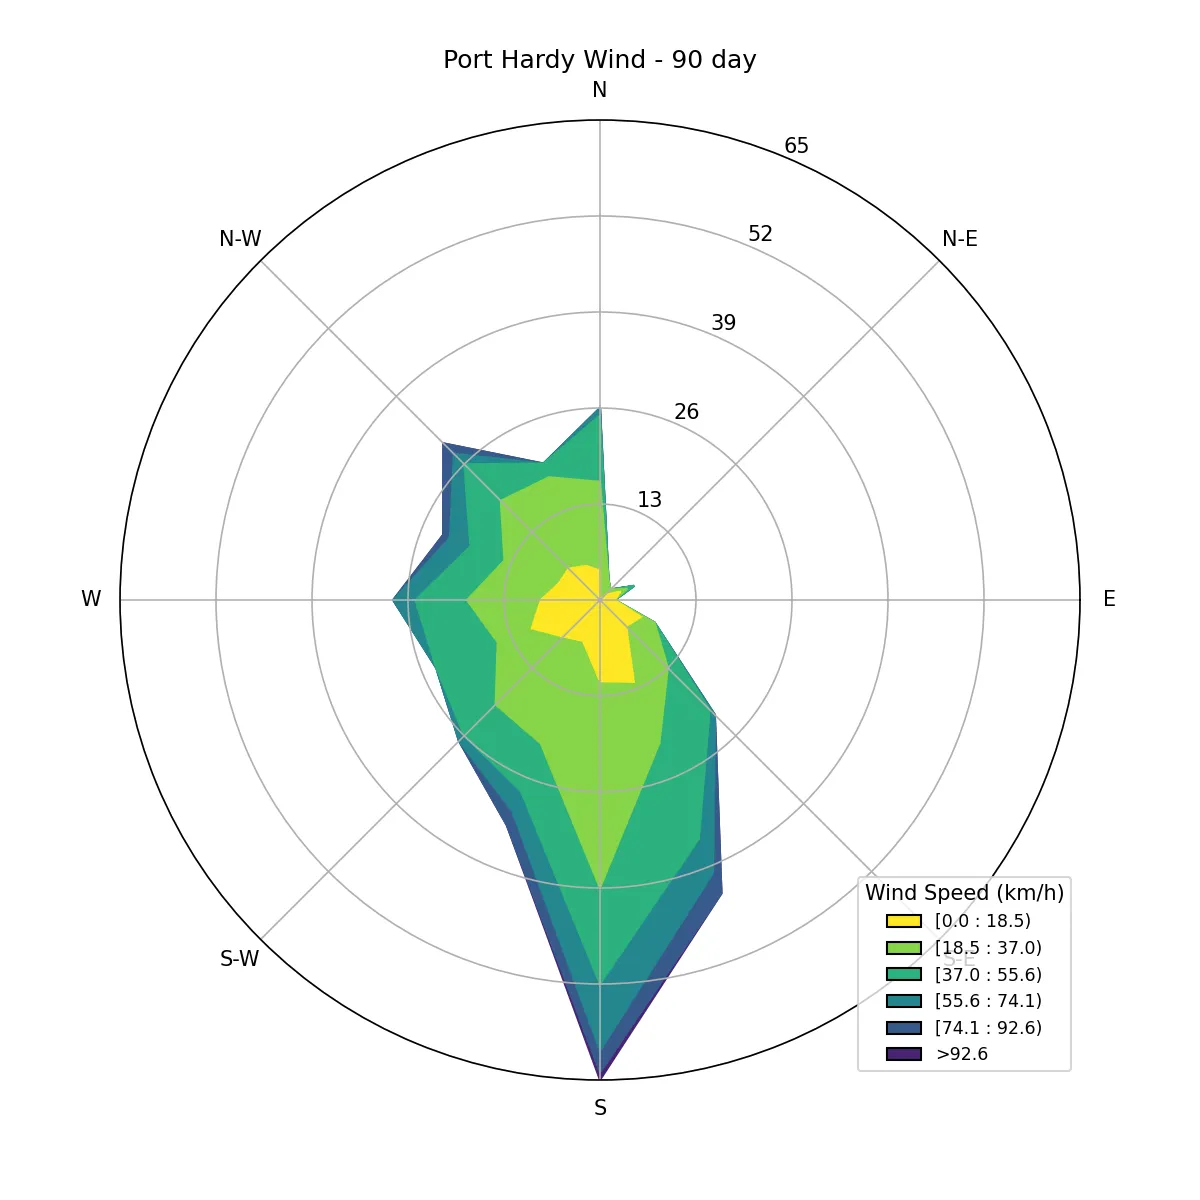 Port Hardy Wind - 90 day
N
65
52
N-W
N-E
39
26
13
W
E
S-W
S-E
Wind Speed (km/h)
[0.0 : 18.5)
[18.5 : 37.0)
[37.0 : 55.6)
[55.6 : 74.1)
[74.1 : 92.6)
>92.6
S